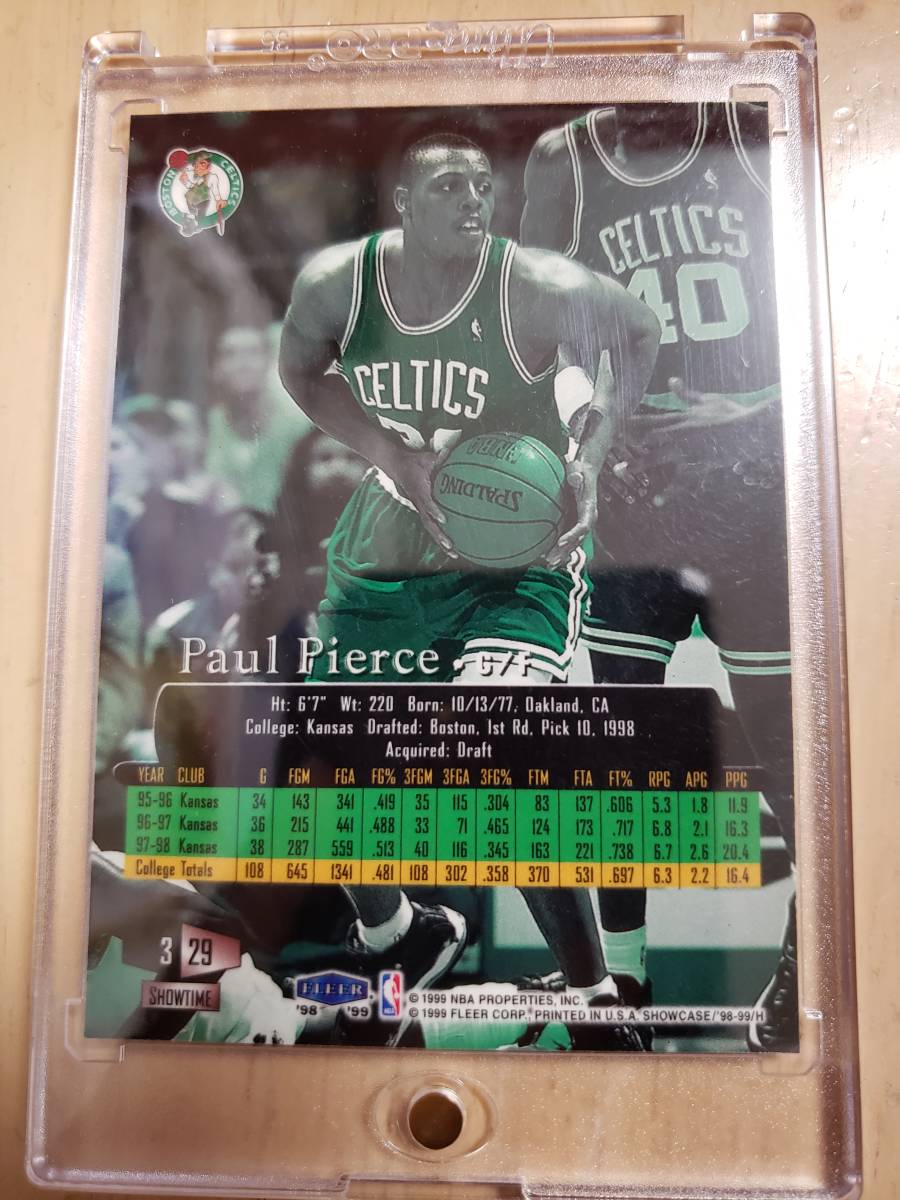 Ultra-PRO®
35
BOSTON CELTICS
CELTICS
40
CELTICS
NBA
SPALDING
Paul Pierce • G/F
Ht: 6'7" Wt: 220 Born: 10/13/77, Oakland, CA
College: Kansas Drafted: Boston, 1st Rd, Pick 10, 1998
Acquired: Draft
YEAR CLUB G FGM FGA FG% 3FGM 3FGA 3FG% FTM FTA FT% RPG APG PPG
95-96 Kansas 34 143 341 .419 35 115 .304 83 137 .606 5.3 1.8 11.9
96-97 Kansas 36 215 441 .488 33 71 .465 124 173 .717 6.8 2.1 16.3
97-98 Kansas 38 287 559 .513 40 116 .345 163 221 .738 6.7 2.6 20.4
College Totals 108 645 1341 .481 108 302 .358 370 531 .697 6.3 2.2 16.4
3 29
SHOWTIME
FLEER
'98 '99
NBA
© 1999 NBA PROPERTIES, INC.
© 1999 FLEER CORP., PRINTED IN U.S.A. SHOWCASE/'98-99/H